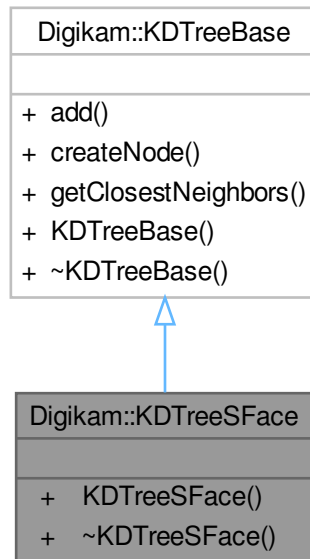 Digikam::KDTreeBase
+ add()
+ createNode()
+ getClosestNeighbors()
+ KDTreeBase()
+ ~KDTreeBase()
Digikam::KDTreeSFace
+ KDTreeSFace()
+ ~KDTreeSFace()